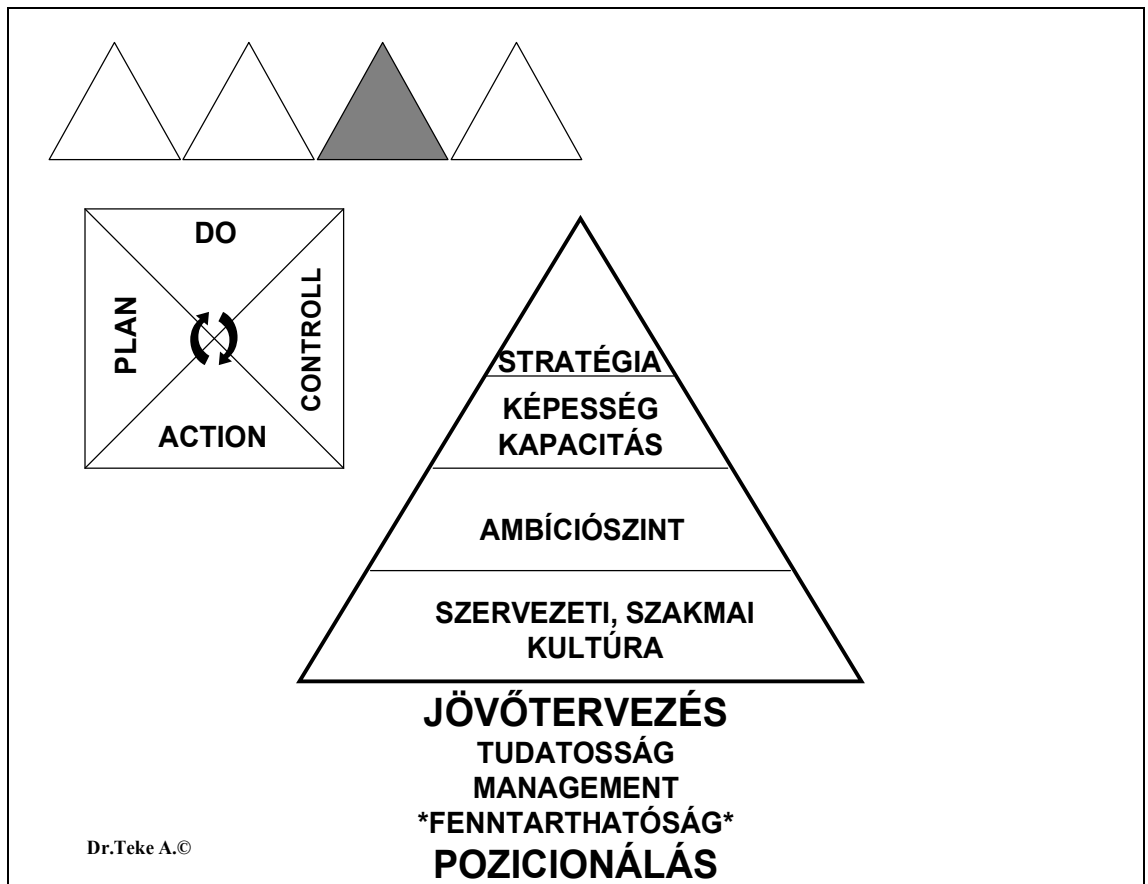 DO
PLAN
CONTROLL
ACTION
STRATÉGIA
KÉPESSÉG
KAPACITÁS
AMBÍCIÓSZINT
SZERVEZETI, SZAKMAI
KULTÚRA
JÖVŐTERVEZÉS
TUDATOSSÁG
MANAGEMENT
*FENNTARTHATÓSÁG*
POZICIONÁLÁS
Dr.Teke A.©